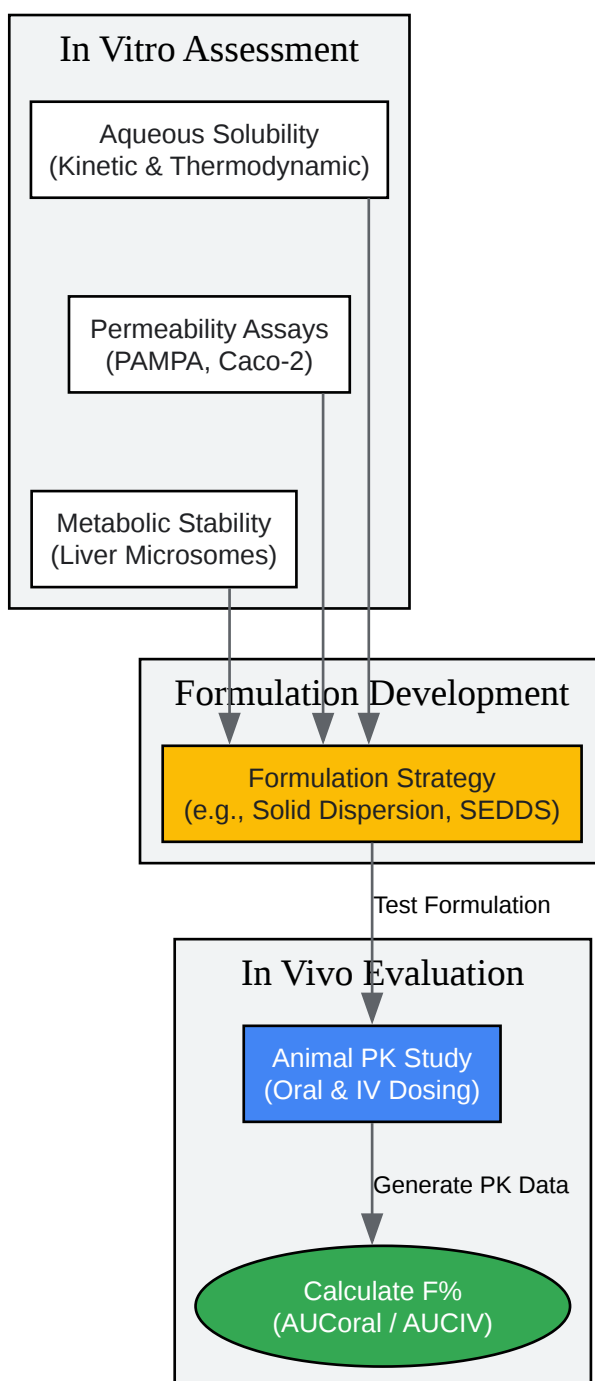 In Vitro Assessment
Aqueous Solubility
(Kinetic & Thermodynamic)
Permeability Assays
(PAMPA, Caco-2)
Metabolic Stability
(Liver Microsomes)
Formulation Development
Formulation Strategy
(e.g., Solid Dispersion, SEDDS)
Test Formulation
In Vivo Evaluation
Animal PK Study
(Oral & IV Dosing)
Generate PK Data
Calculate F%
(AUCoral / AUCIV)